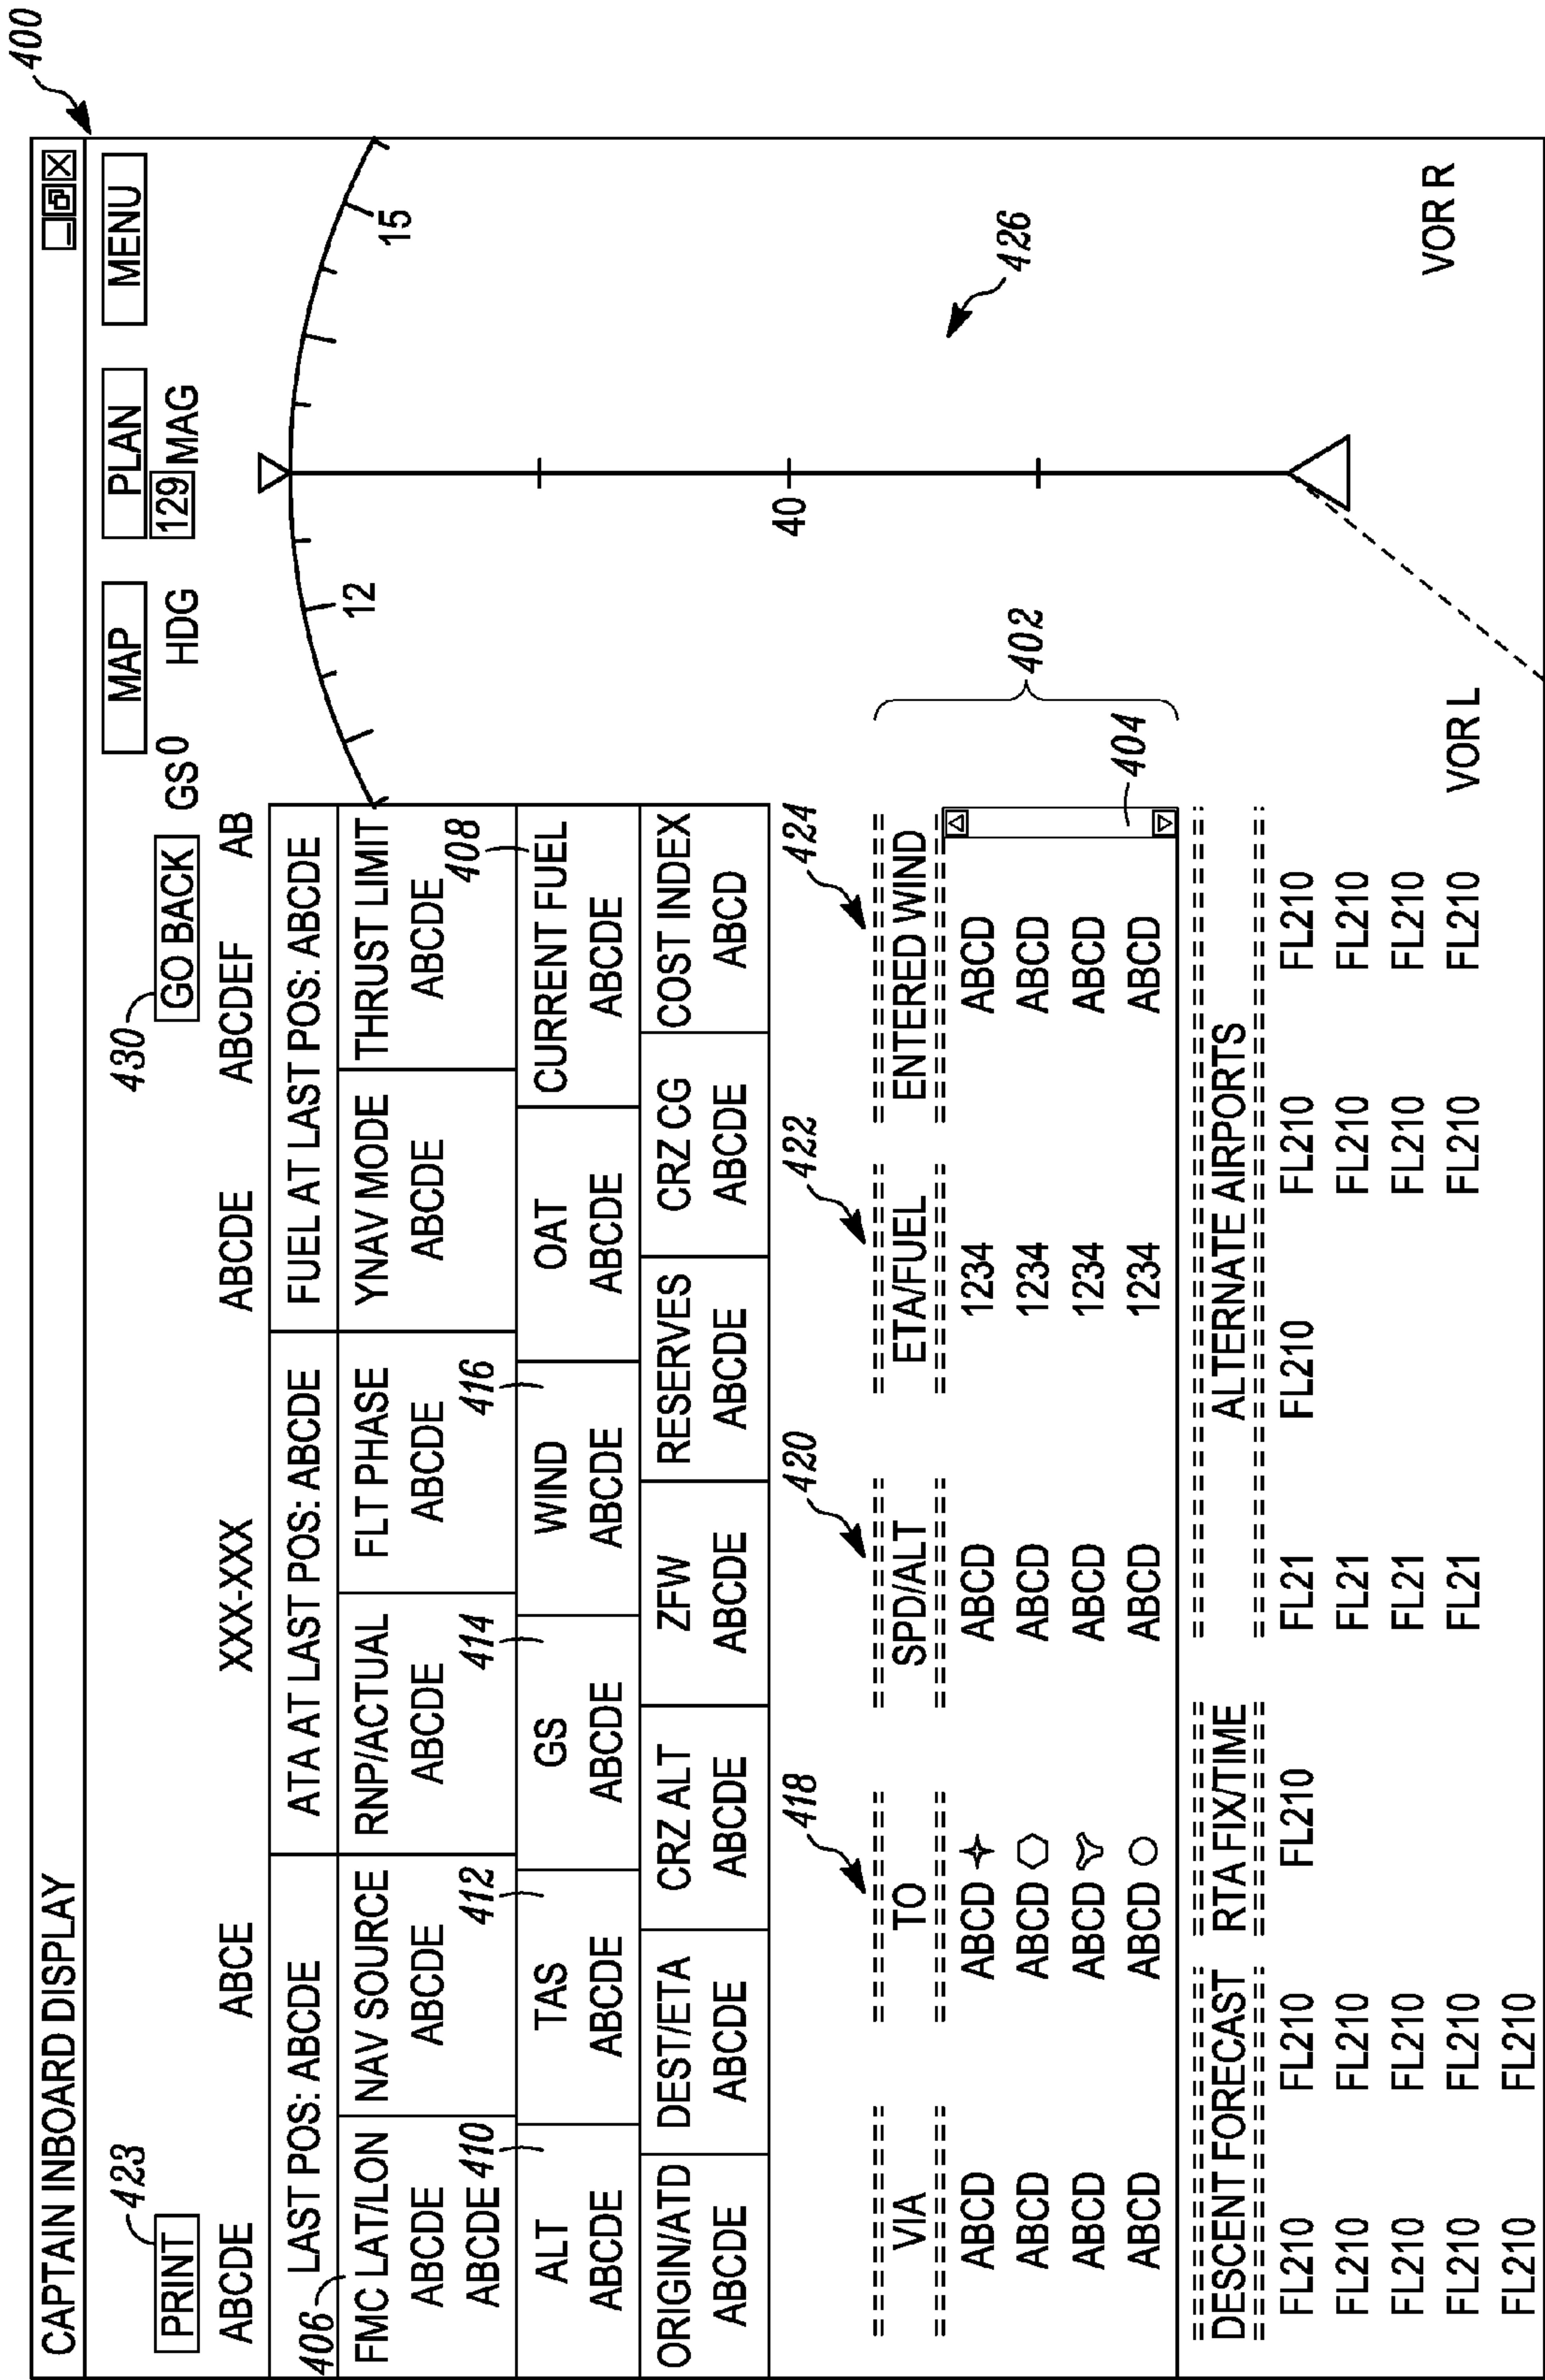 400
CAPTAIN INBOARD DISPLAY
423
PRINT
430
GO BACK
MAP
PLAN
MENU
GS0 HDG 129 MAG
ABCDE ABCE XXX-XXX ABCDE ABCDEF AB
LAST POS: ABCDE ATA AT LAST POS: ABCDE FUEL AT LAST POS: ABCDE
406
FMC LAT/LON NAV SOURCE RNP/ACTUAL FLT PHASE YNAV MODE THRUST LIMIT
ABCDE ABCDE ABCDE ABCDE ABCDE ABCDE
ABCDE
410 412 414 416 408
ALT TAS GS WIND OAT CURRENT FUEL
ABCDE ABCDE ABCDE ABCDE ABCDE ABCDE
ORIGIN/ATD DEST/ETA CRZ ALT ZFW RESERVES CRZ CG COST INDEX
ABCDE ABCDE ABCDE ABCDE ABCDE ABCDE ABCD
12 15
40
426
418 420 422 424
======== ======== ======== ======== ========
VIA TO SPD/ALT ETA/FUEL ENTERED WIND
======== ======== ======== ======== ========
ABCD ABCD ABCD 1234 ABCD
ABCD ABCD ABCD 1234 ABCD
ABCD ABCD ABCD 1234 ABCD
ABCD ABCD ABCD 1234 ABCD
402
404
DESCENT FORECAST RTA FIX/TIME ALTERNATE AIRPORTS
FL210 FL210 FL210 FL21 FL210 FL210 FL210
FL210 FL210 FL21 FL210 FL210
FL210 FL210 FL21 FL210 FL210
FL210 FL210 FL21 FL210 FL210
FL210 FL210
VOR L VOR R